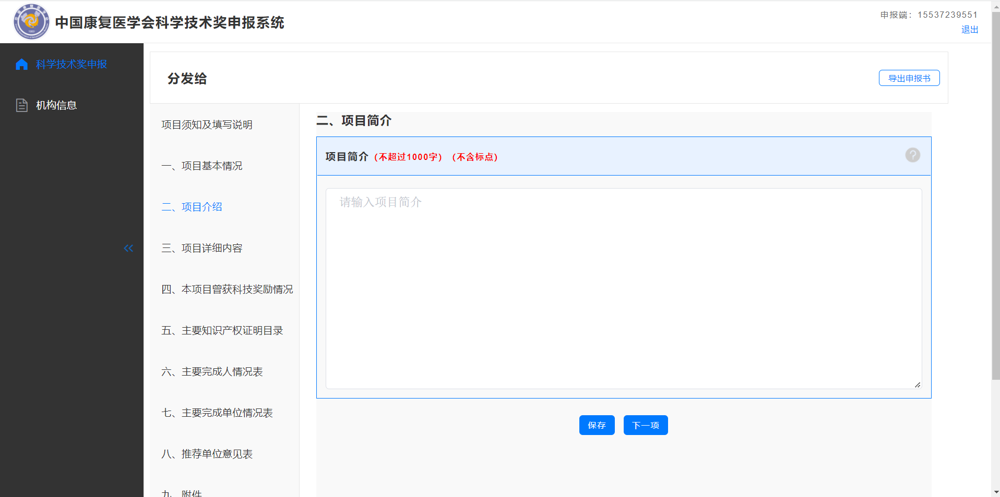 中国康复医学会科学技术奖申报系统
申报端：15537239551
退出
科学技术奖申报
机构信息
分发给
导出申报书
项目须知及填写说明
一、项目基本情况
二、项目介绍
三、项目详细内容
四、本项目曾获科技奖励情况
五、主要知识产权证明目录
六、主要完成人情况表
七、主要完成单位情况表
八、推荐单位意见表
九、附件
二、项目简介
项目简介（不超过1000字）（不含标点）
?
请输入项目简介
保存
下一项